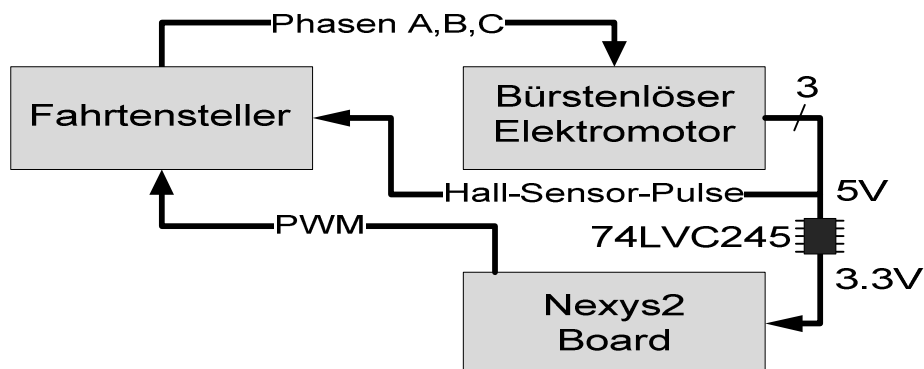 Phasen A,B,C
Fahrtensteller
Bürstenlöser
Elektromotor
3
Hall-Sensor-Pulse
5V
PWM
74LVC245
3.3V
Nexys2
Board